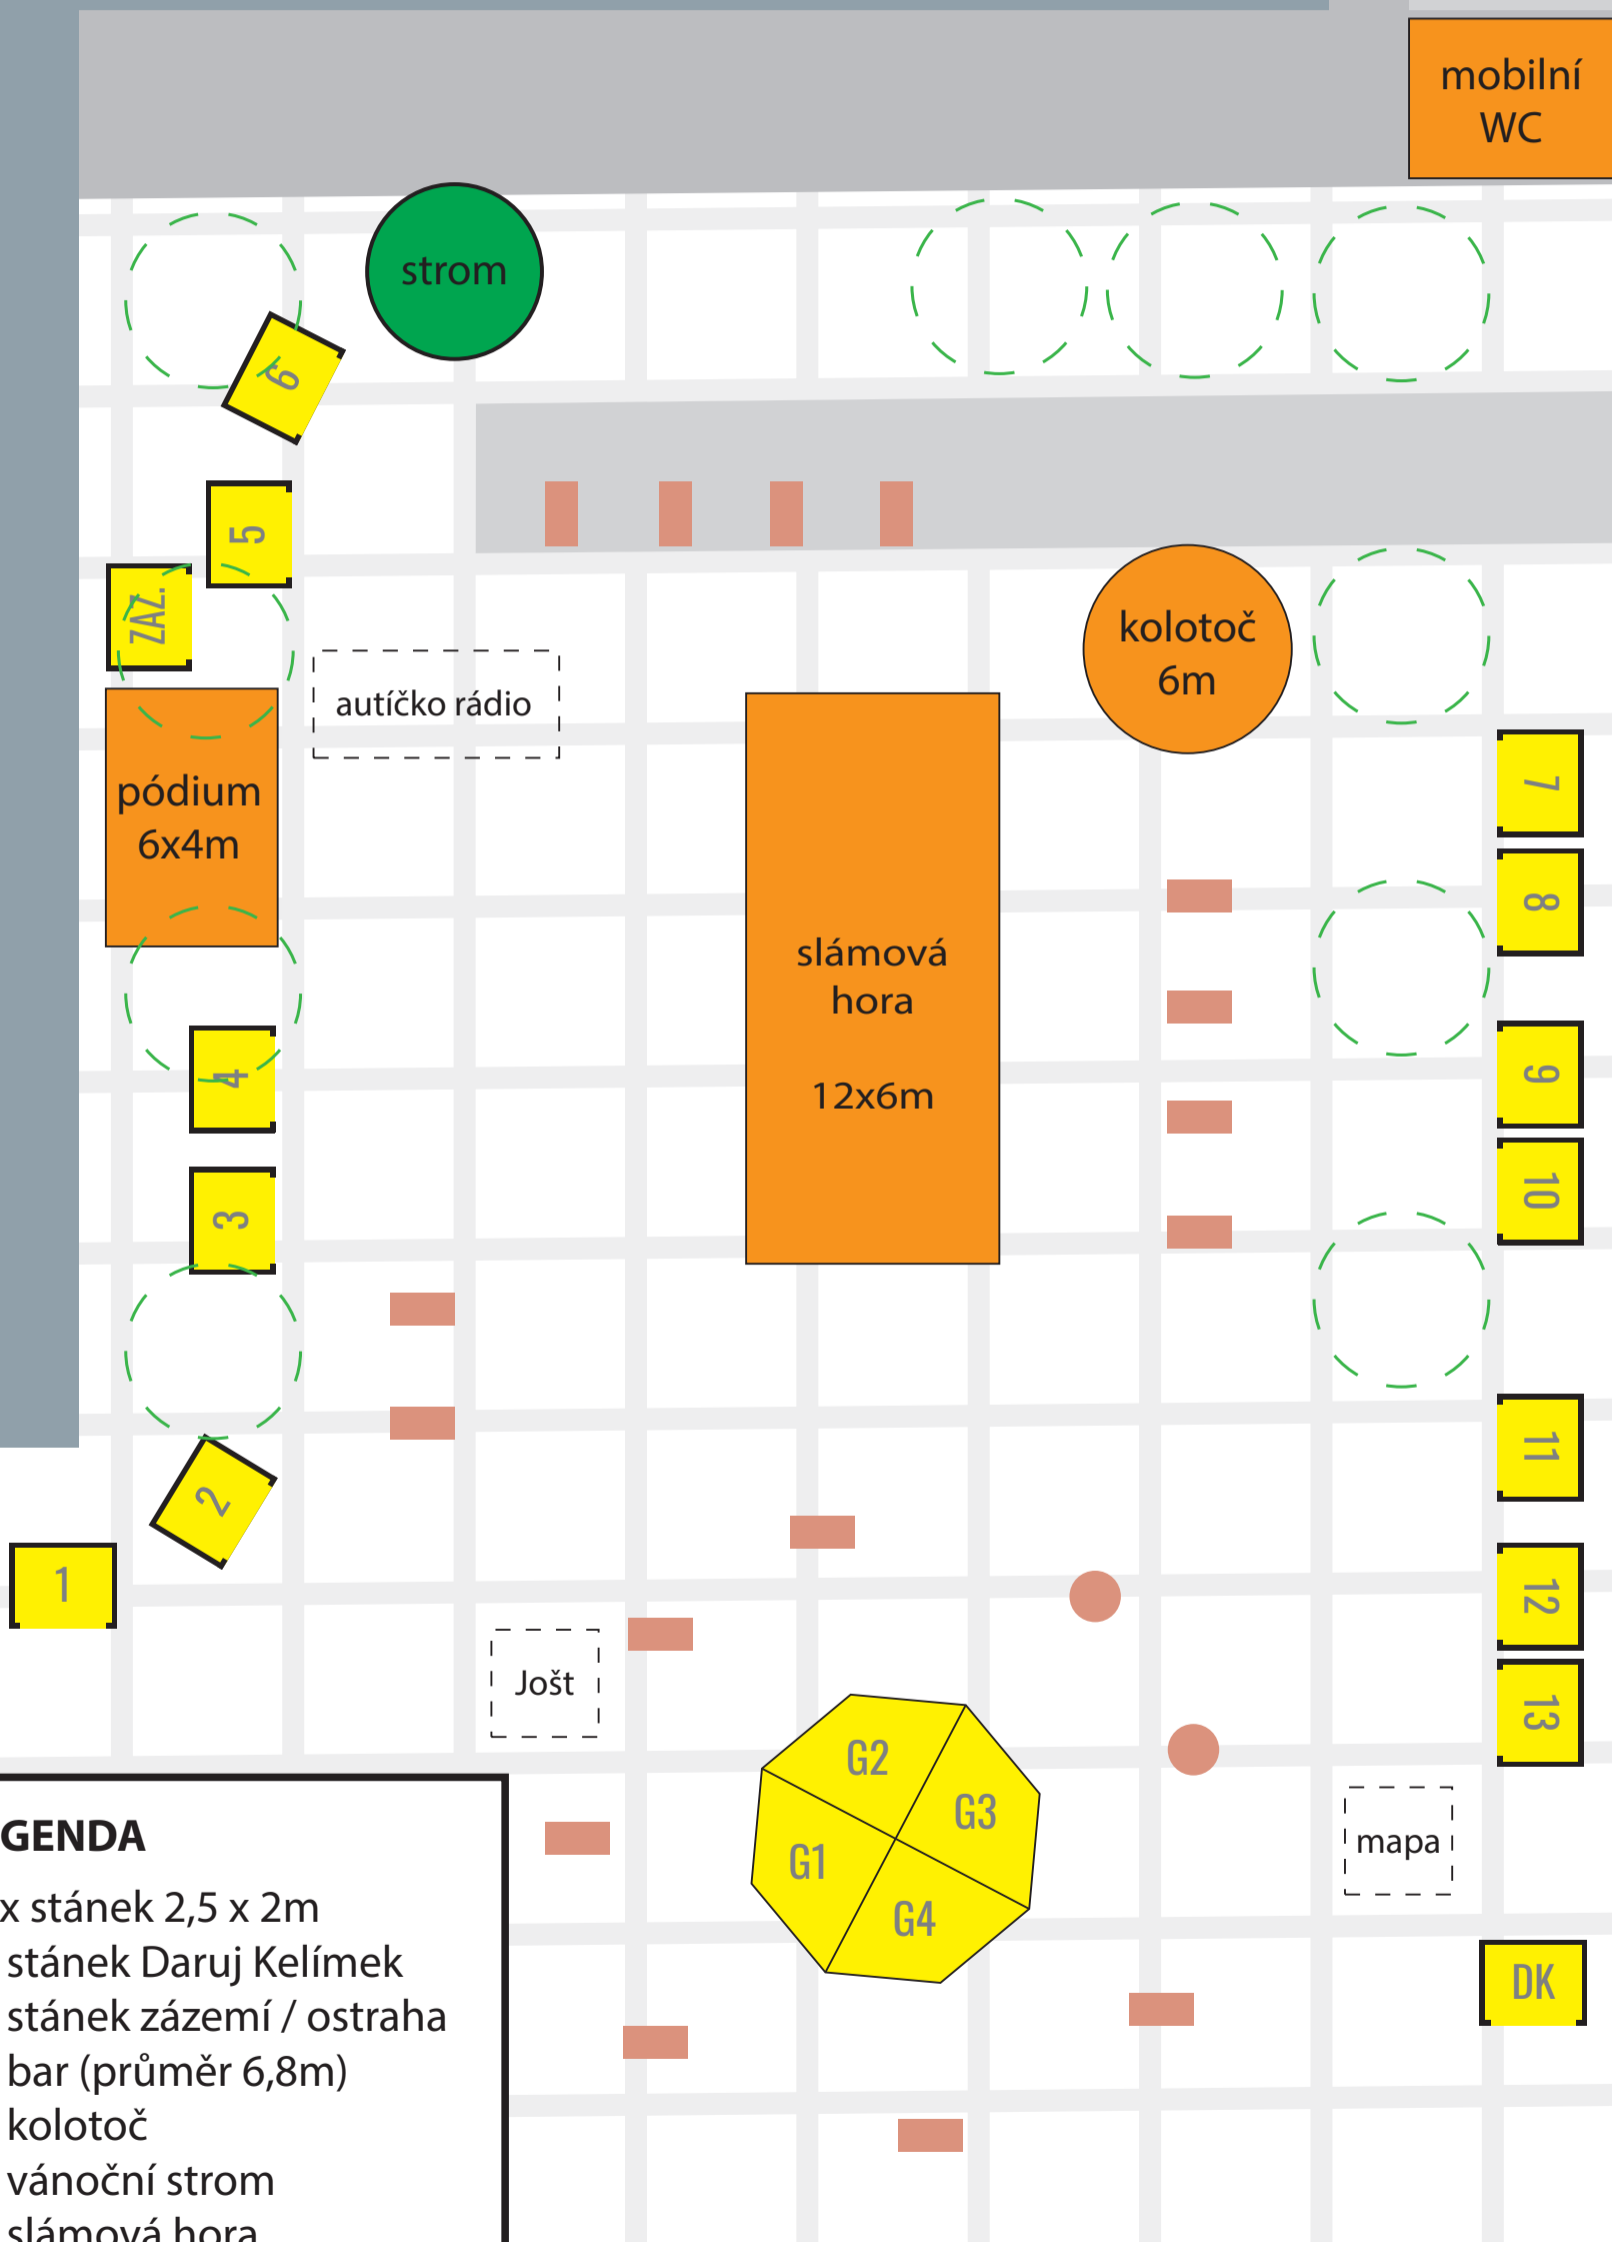 mobilní
WC
strom
6
5
ZÁZ.
kolotoč
6m
autíčko rádio
pódium
6x4m
7
8
slámová
hora
12x6m
9
4
10
3
11
2
1
12
Jošt
13
G2
G3
G1
G4
mapa
DK
GENDA
x stánek 2,5 x 2m
stánek Daruj Kelímek
stánek zázemí / ostraha
bar (průměr 6,8m)
kolotoč
vánoční strom
slámová hora